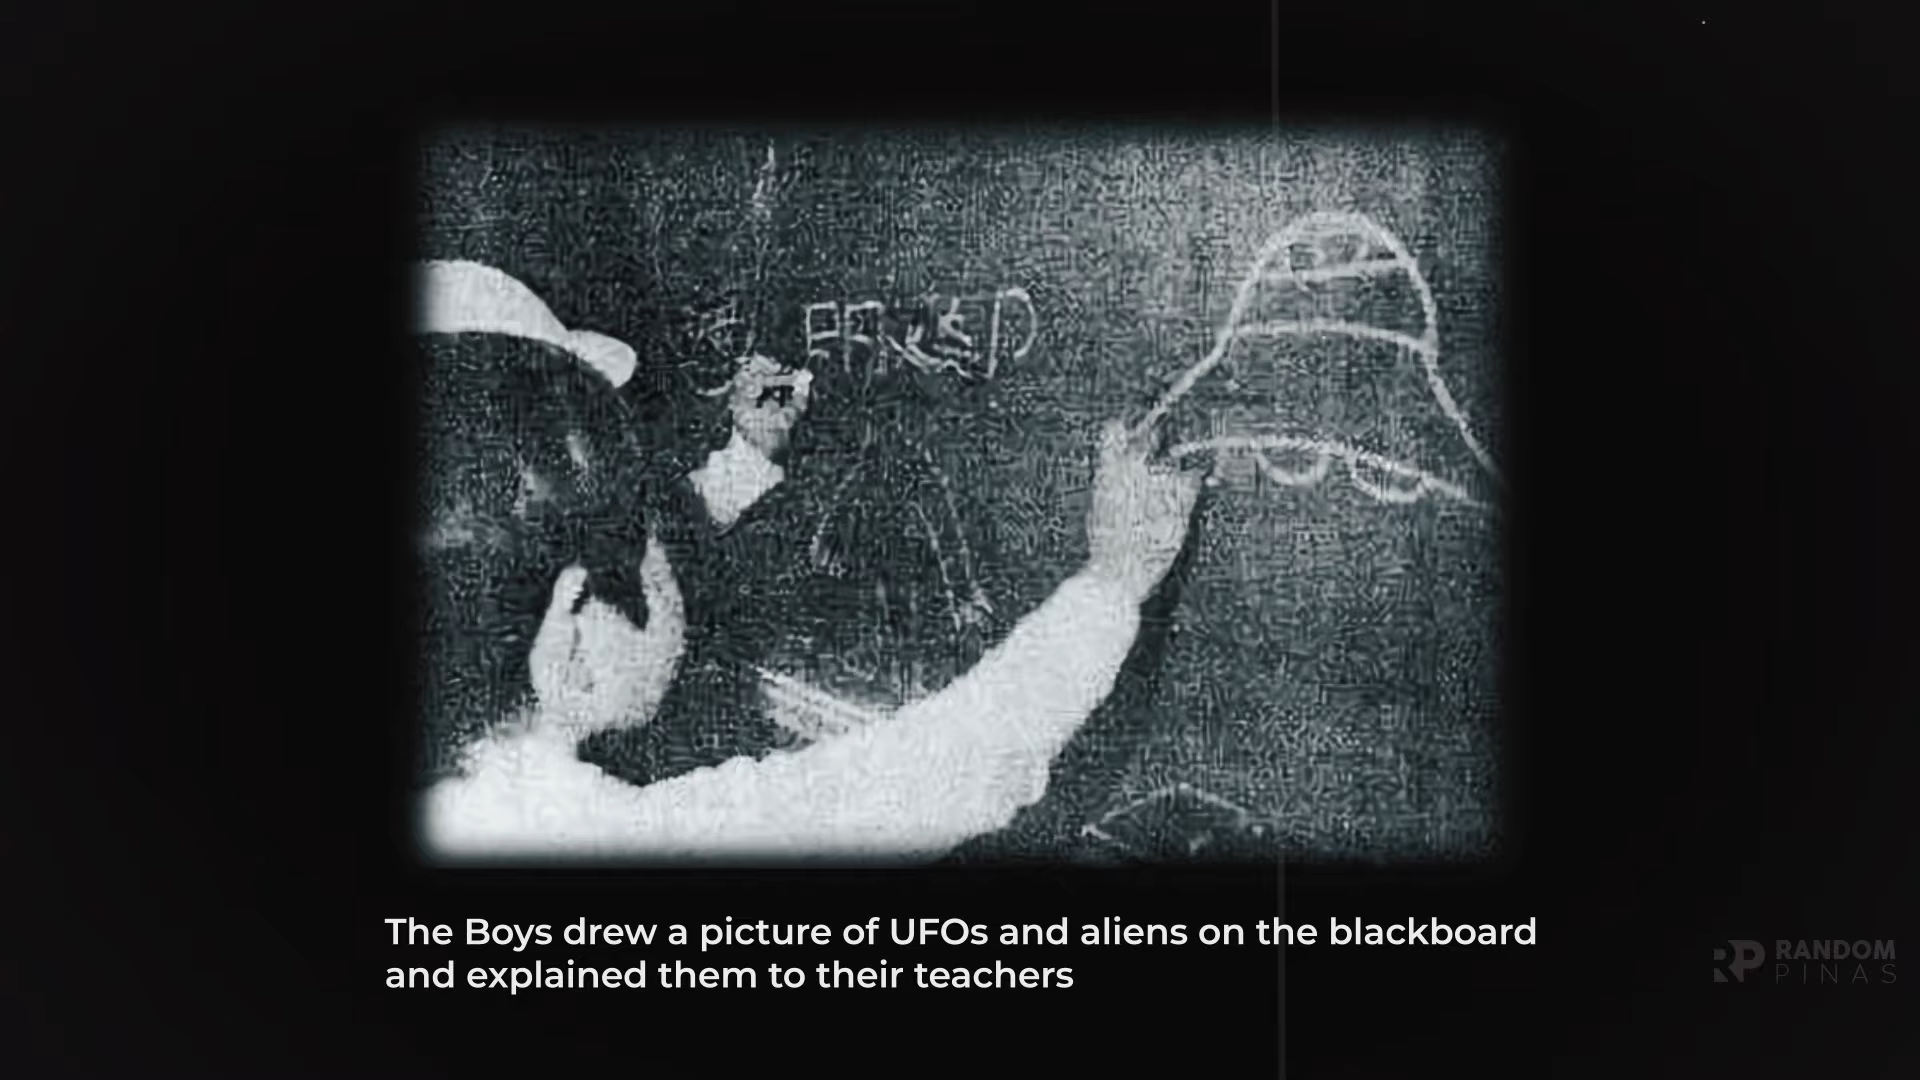 The Boys drew a picture of UFOs and aliens on the blackboard
and explained them to their teachers
RP RANDOM
PINAS